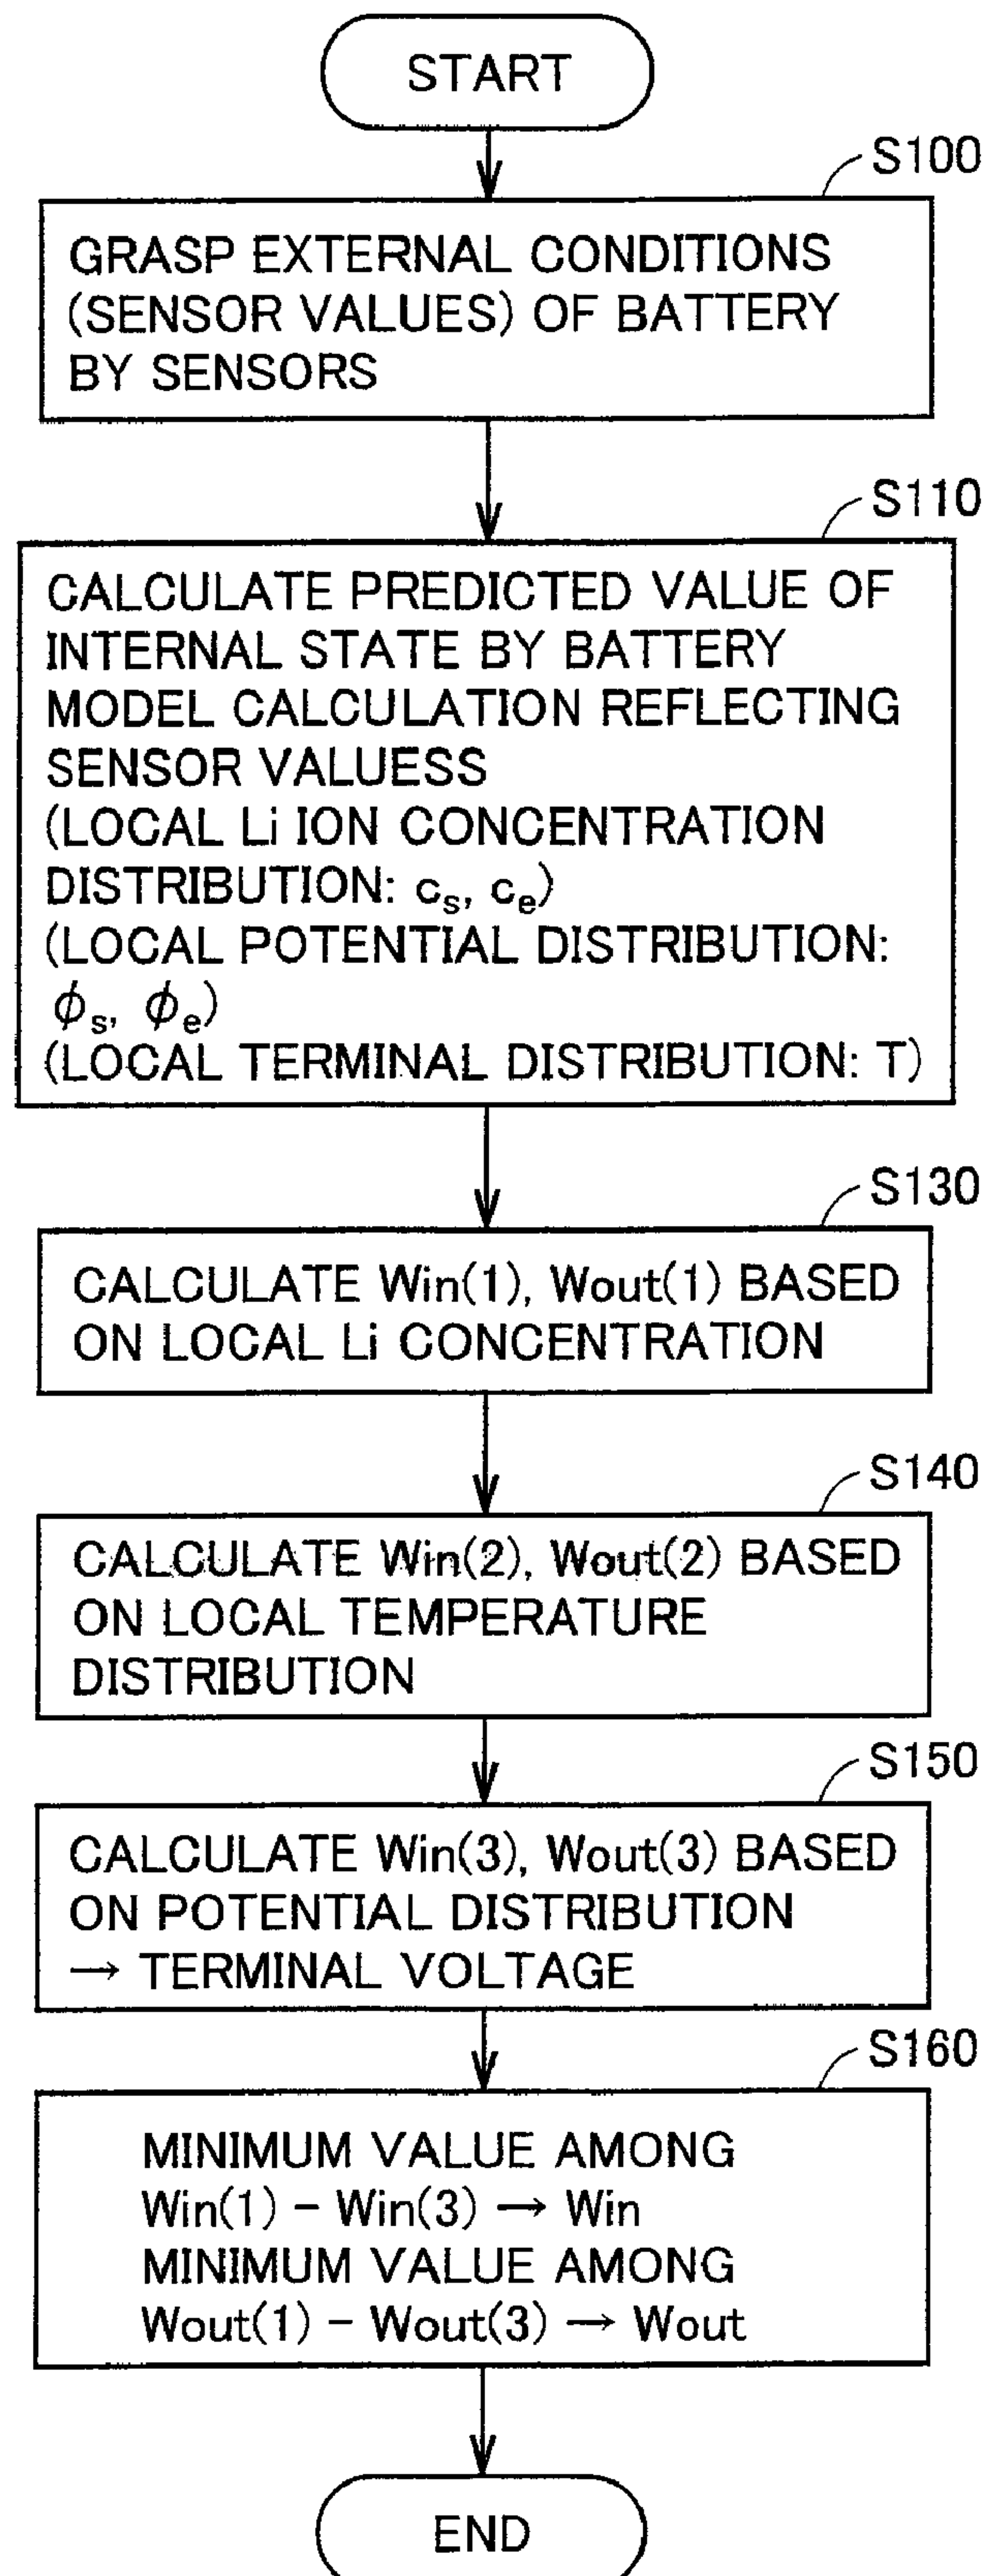 START
S100
GRASP EXTERNAL CONDITIONS
(SENSOR VALUES) OF BATTERY
BY SENSORS
S110
CALCULATE PREDICTED VALUE OF
INTERNAL STATE BY BATTERY
MODEL CALCULATION REFLECTING
SENSOR VALUESS
(LOCAL Li ION CONCENTRATION
DISTRIBUTION: cs, ce)
(LOCAL POTENTIAL DISTRIBUTION:
ϕs, ϕe)
(LOCAL TERMINAL DISTRIBUTION: T)
S130
CALCULATE Win(1), Wout(1) BASED
ON LOCAL Li CONCENTRATION
S140
CALCULATE Win(2), Wout(2) BASED
ON LOCAL TEMPERATURE
DISTRIBUTION
S150
CALCULATE Win(3), Wout(3) BASED
ON POTENTIAL DISTRIBUTION
→ TERMINAL VOLTAGE
S160
MINIMUM VALUE AMONG
Win(1) - Win(3) → Win
MINIMUM VALUE AMONG
Wout(1) - Wout(3) → Wout
END